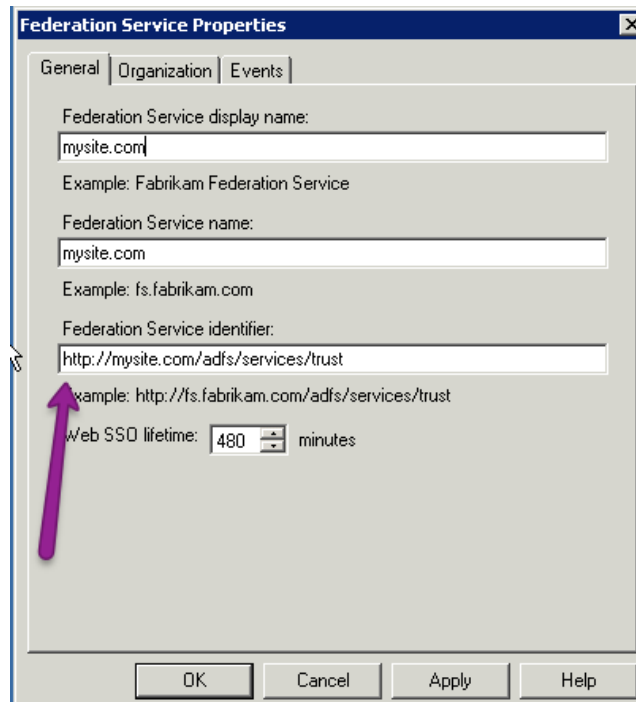 Federation Service Properties
General Organization Events
Federation Service display name:
mysite.com
Example: Fabrikam Federation Service
Federation Service name:
mysite.com
Example: fs.fabrikam.com
Federation Service identifier:
http://mysite.com/adfs/services/trust
Example: http://fs.fabrikam.com/adfs/services/trust
Web SSO lifetime: 480 minutes
OK Cancel Apply Help